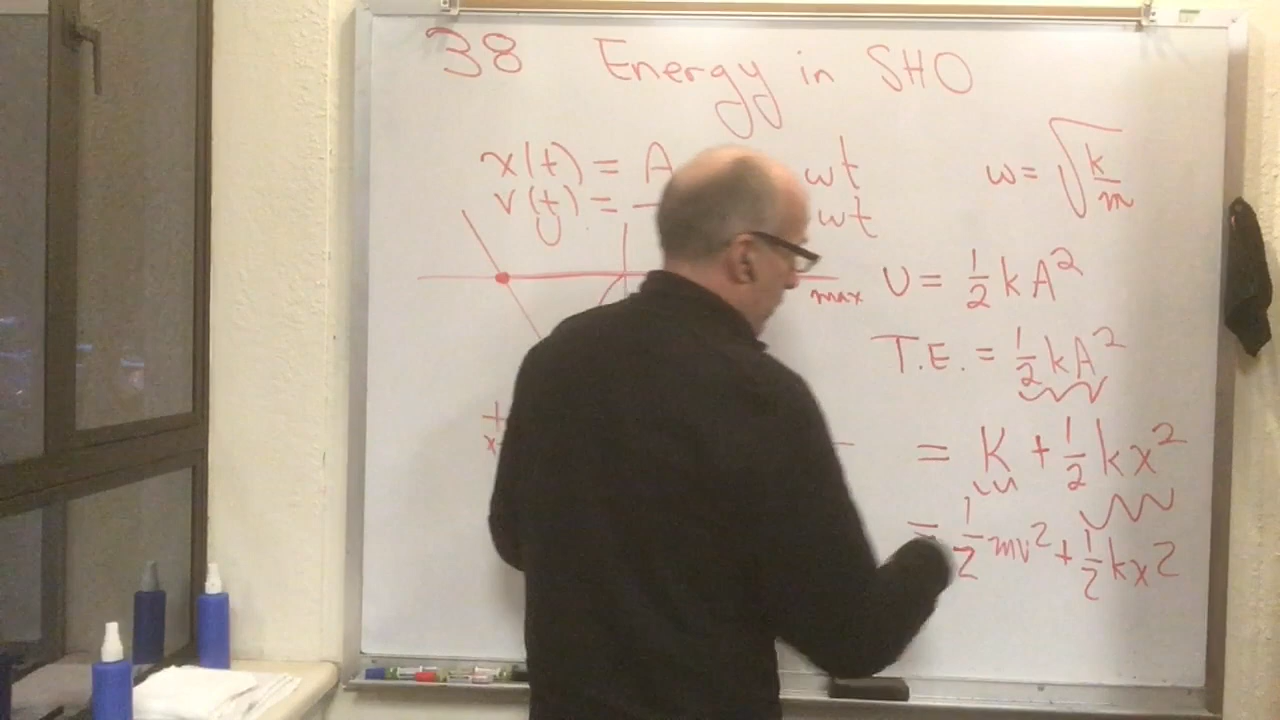 38 Energy in SHO
x(t) = A ωt
v(t) = – ωt
ω = √k/m
U
max
U = ½kA²
T.E. = ½kA²
= K + ½kx²
= ½mv² + ½kx²
+
x